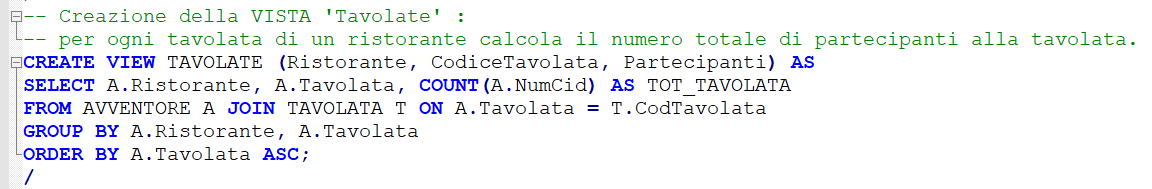 -- Creazione della VISTA 'Tavolate' :
-- per ogni tavolata di un ristorante calcola il numero totale di partecipanti alla tavolata.
CREATE VIEW TAVOLATE (Ristorante, CodiceTavolata, Partecipanti) AS
SELECT A.Ristorante, A.Tavolata, COUNT(A.NumCid) AS TOT_TAVOLATA
FROM AVVENTORE A JOIN TAVOLATA T ON A.Tavolata = T.CodTavolata
GROUP BY A.Ristorante, A.Tavolata
ORDER BY A.Tavolata ASC;
/